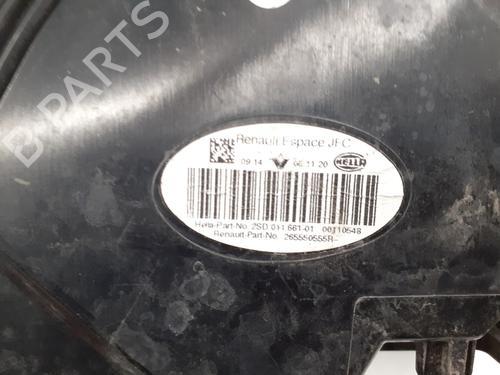 B-PARTS
Renault Espace JFC
09:14 06.11.20 HELLA
Hella-Part-No. 2SD 011 661-01 00110548
Renault-Part-No. 265550555R--